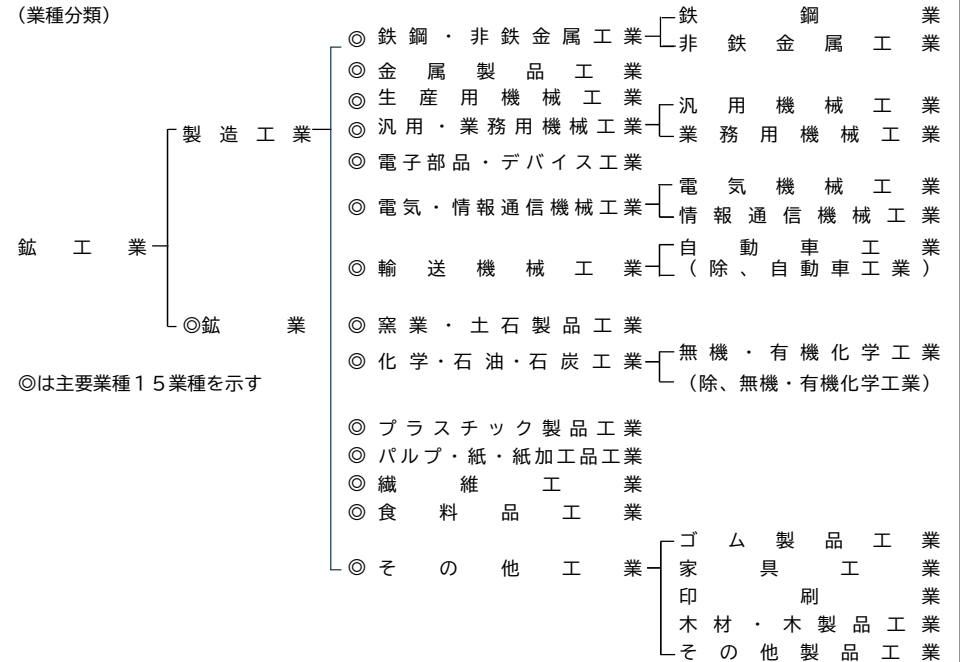 （業種分類）
鉱工業
製造工業
◎鉱業
◎は主要業種１５業種を示す
◎鉄鋼・非鉄金属工業
鉄鋼業
非鉄金属工業
◎金属製品工業
◎生産用機械工業
◎汎用・業務用機械工業
汎用機械工業
業務用機械工業
◎電子部品・デバイス工業
◎電気・情報通信機械工業
電気機械工業
情報通信機械工業
◎輸送機械工業
自動車工業
（除、自動車工業）
◎窯業・土石製品工業
◎化学・石油・石炭工業
無機・有機化学工業
（除、無機・有機化学工業）
◎プラスチック製品工業
◎パルプ・紙・紙加工品工業
◎繊維工業
◎食料品工業
◎その他工業
ゴム製品工業
家具工業
印刷業
木材・木製品工業
その他製品工業